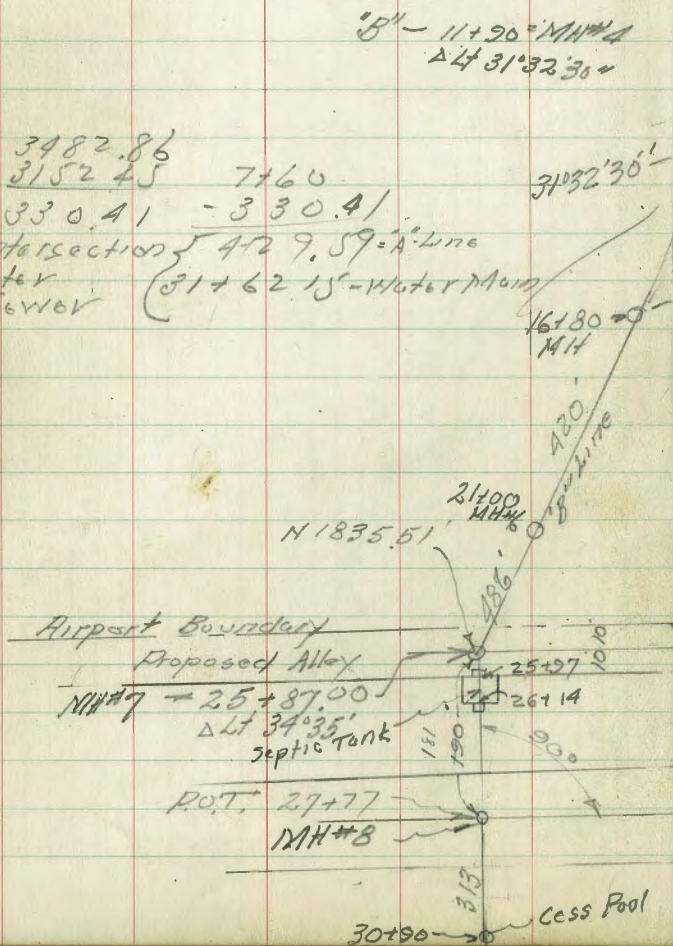 "B" - 11+90 = MH#4
Δ Lt 31°32'30"
3482.86
3152 45
330.41
7+60
- 330.41
31°32'30"
tersection { 4+29.59 = "A" Line
ter
ewer
31+62 15 - Water Main
16+80
MH
420'
"B" Line
21+00
MH#6
N 1835.51'
486'
Airport Boundary
Proposed Alley
25+97
1010
MH#7 - 25+87.00
26+14
Δ Lt 34°35'
Septic Tank
181
190
90°
P.O.T. 27+77
MH#8
313
Cess Pool
30+90